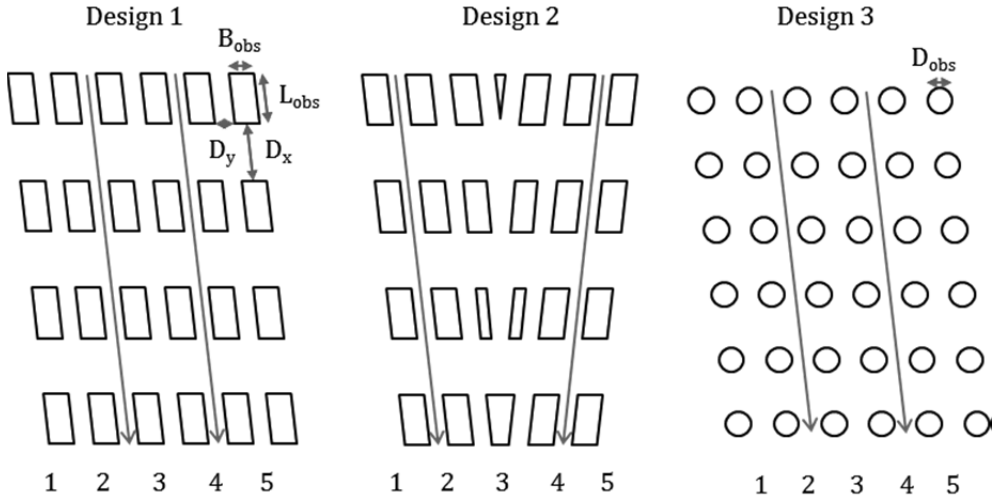 Design 1
Design 2
Design 3
Bobs
Lobs
Dy
Dx
Dobs
1 2 3 4 5
1 2 3 4 5
1 2 3 4 5